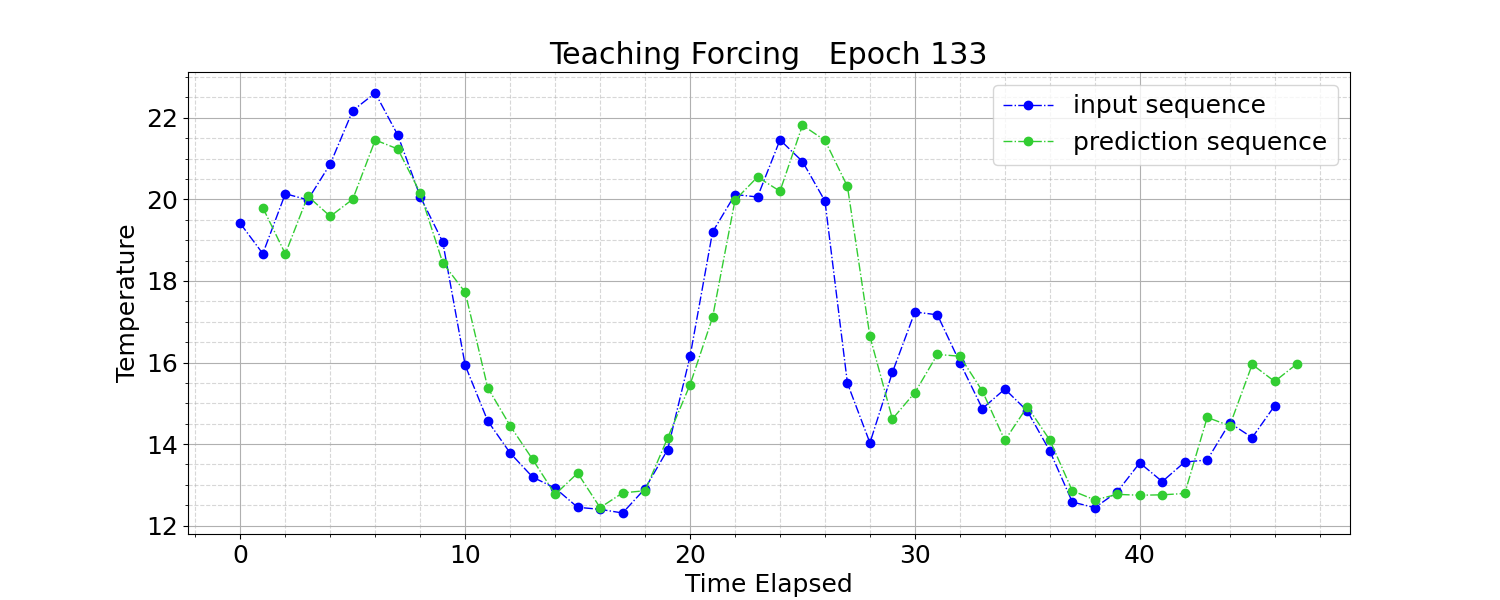 Teaching Forcing   Epoch 133
input sequence
prediction sequence
Temperature
22
20
18
16
14
12
0 10 20 30 40
Time Elapsed